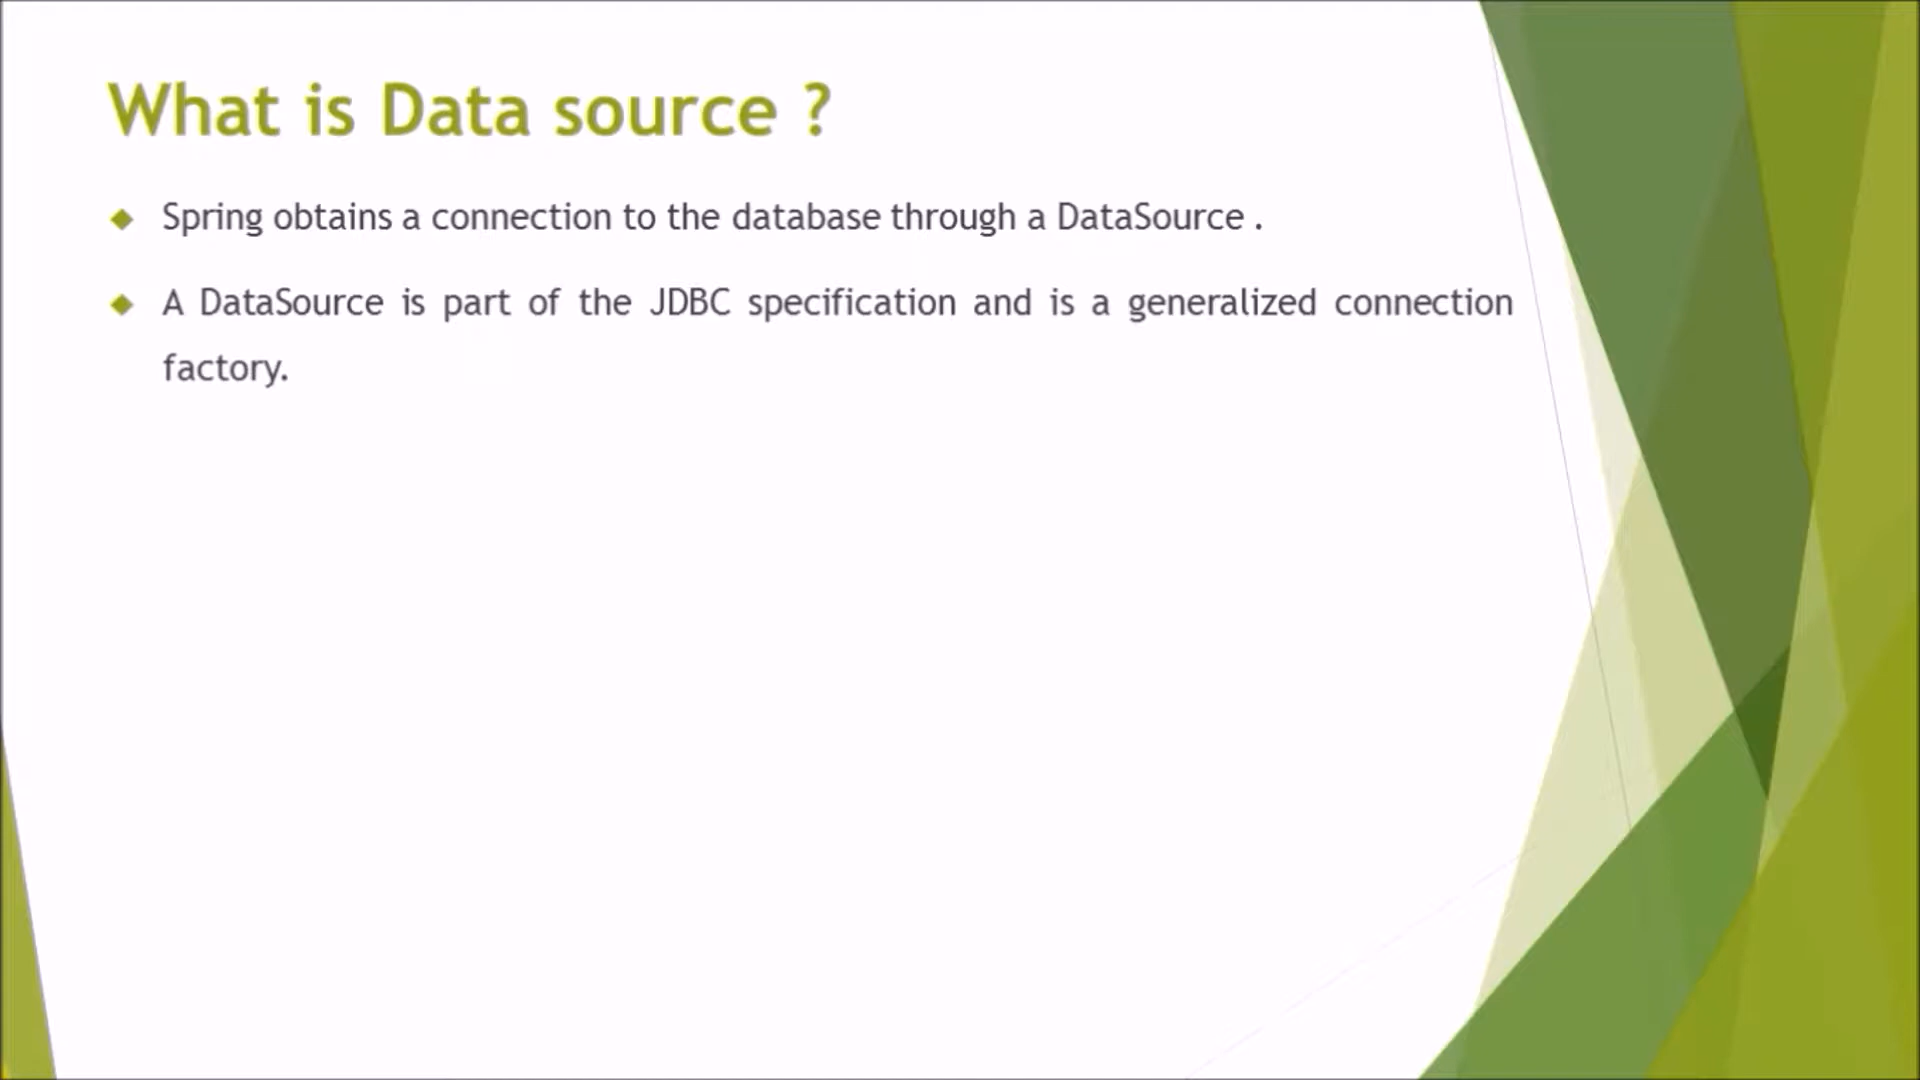 What is Data source ?
Spring obtains a connection to the database through a DataSource .
A DataSource is part of the JDBC specification and is a generalized connection
factory.